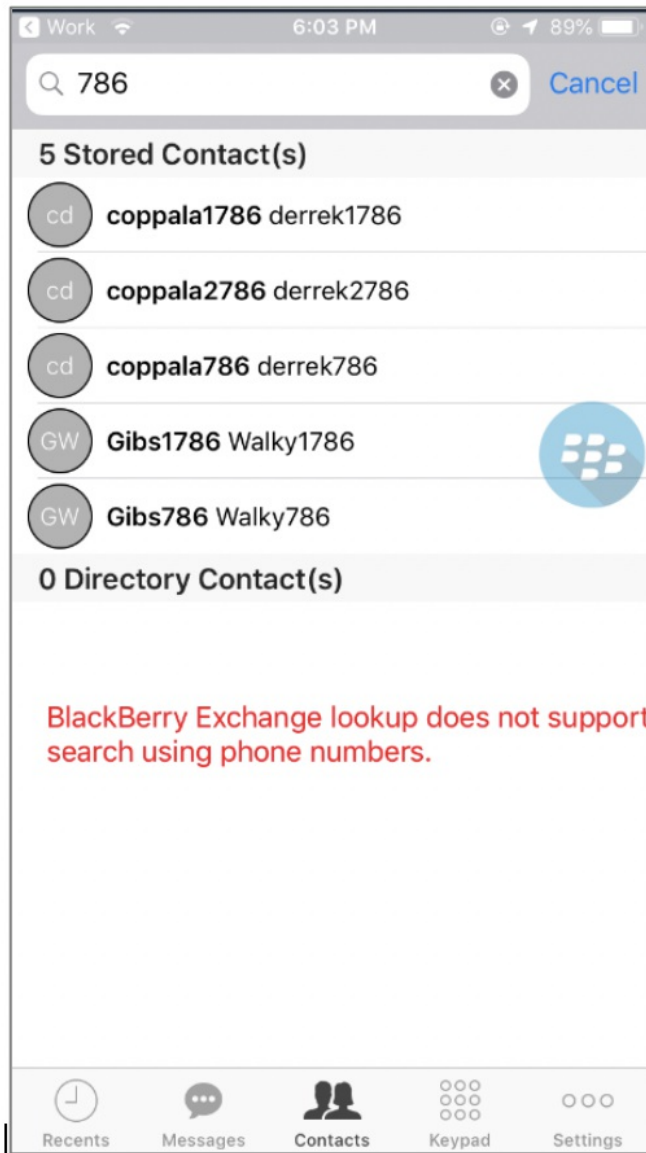 Work 6:03 PM 89%
786 Cancel
5 Stored Contact(s)
cd coppala1786 derrek1786
cd coppala2786 derrek2786
cd coppala786 derrek786
GW Gibs1786 Walky1786
GW Gibs786 Walky786
0 Directory Contact(s)
BlackBerry Exchange lookup does not support
search using phone numbers.
Recents Messages Contacts Keypad Settings